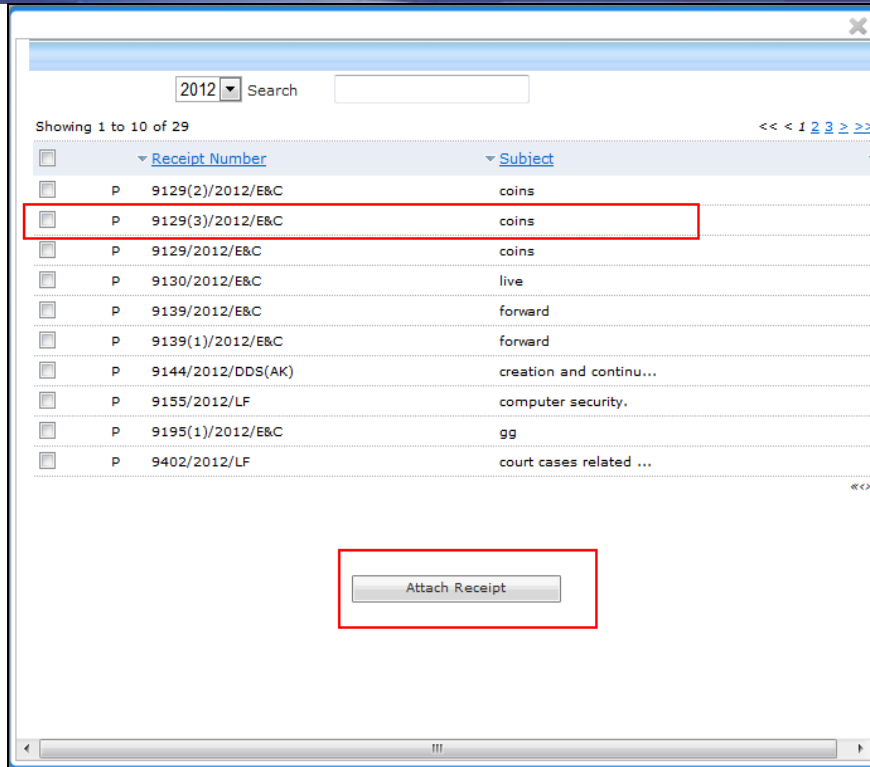 2012 Search
Showing 1 to 10 of 29 << < 1 2 3 > >>
Receipt Number Subject
P 9129(2)/2012/E&C coins
P 9129(3)/2012/E&C coins
P 9129/2012/E&C coins
P 9130/2012/E&C live
P 9139/2012/E&C forward
P 9139(1)/2012/E&C forward
P 9144/2012/DDS(AK) creation and continu...
P 9155/2012/LF computer security.
P 9195(1)/2012/E&C gg
P 9402/2012/LF court cases related ...
Attach Receipt